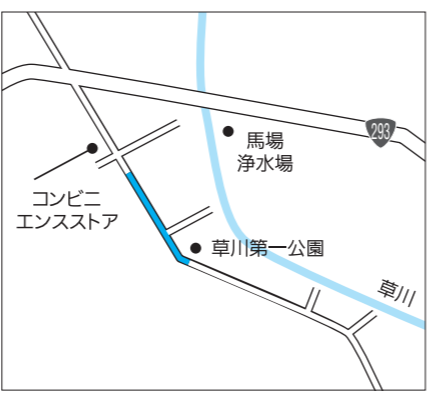 293
馬場
浄水場
コンビニ
エンスストア
草川第一公園
草川